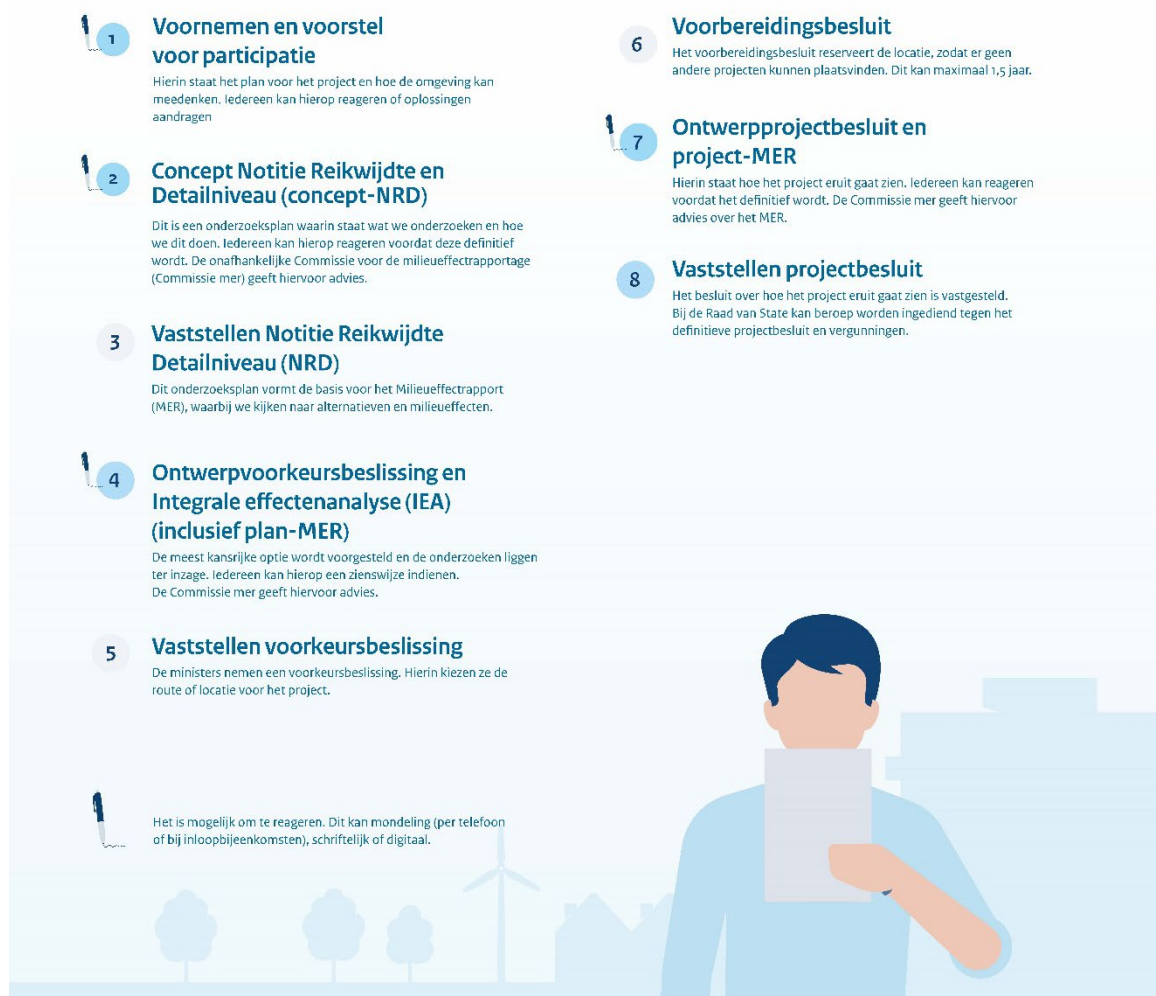 1
Voornemen en voorstel
voor participatie
Hierin staat het plan voor het project en hoe de omgeving kan
meedenken. Iedereen kan hierop reageren of oplossingen
aandragen
2
Concept Notitie Reikwijdte en
Detailniveau (concept-NRD)
Dit is een onderzoeksplan waarin staat wat we onderzoeken en hoe
we dit doen. Iedereen kan hierop reageren voordat deze definitief
wordt. De onafhankelijke Commissie voor de milieueffectrapportage
(Commissie mer) geeft hiervoor advies.
3
Vaststellen Notitie Reikwijdte
Detailniveau (NRD)
Dit onderzoeksplan vormt de basis voor het Milieueffectrapport
(MER), waarbij we kijken naar alternatieven en milieueffecten.
4
Ontwerpvoorkeursbeslissing en
Integrale effectenanalyse (IEA)
(inclusief plan-MER)
De meest kansrijke optie wordt voorgesteld en de onderzoeken liggen
ter inzage. Iedereen kan hierop een zienswijze indienen.
De Commissie mer geeft hiervoor advies.
5
Vaststellen voorkeursbeslissing
De ministers nemen een voorkeursbeslissing. Hierin kiezen ze de
route of locatie voor het project.
Het is mogelijk om te reageren. Dit kan mondeling (per telefoon
of bij inloopbijeenkomsten), schriftelijk of digitaal.
6
Voorbereidingsbesluit
Het voorbereidingsbesluit reserveert de locatie, zodat er geen
andere projecten kunnen plaatsvinden. Dit kan maximaal 1,5 jaar.
7
Ontwerpprojectbesluit en
project-MER
Hierin staat hoe het project eruit gaat zien. Iedereen kan reageren
voordat het definitief wordt. De Commissie mer geeft hiervoor
advies over het MER.
8
Vaststellen projectbesluit
Het besluit over hoe het project eruit gaat zien is vastgesteld.
Bij de Raad van State kan beroep worden ingediend tegen het
definitieve projectbesluit en vergunningen.